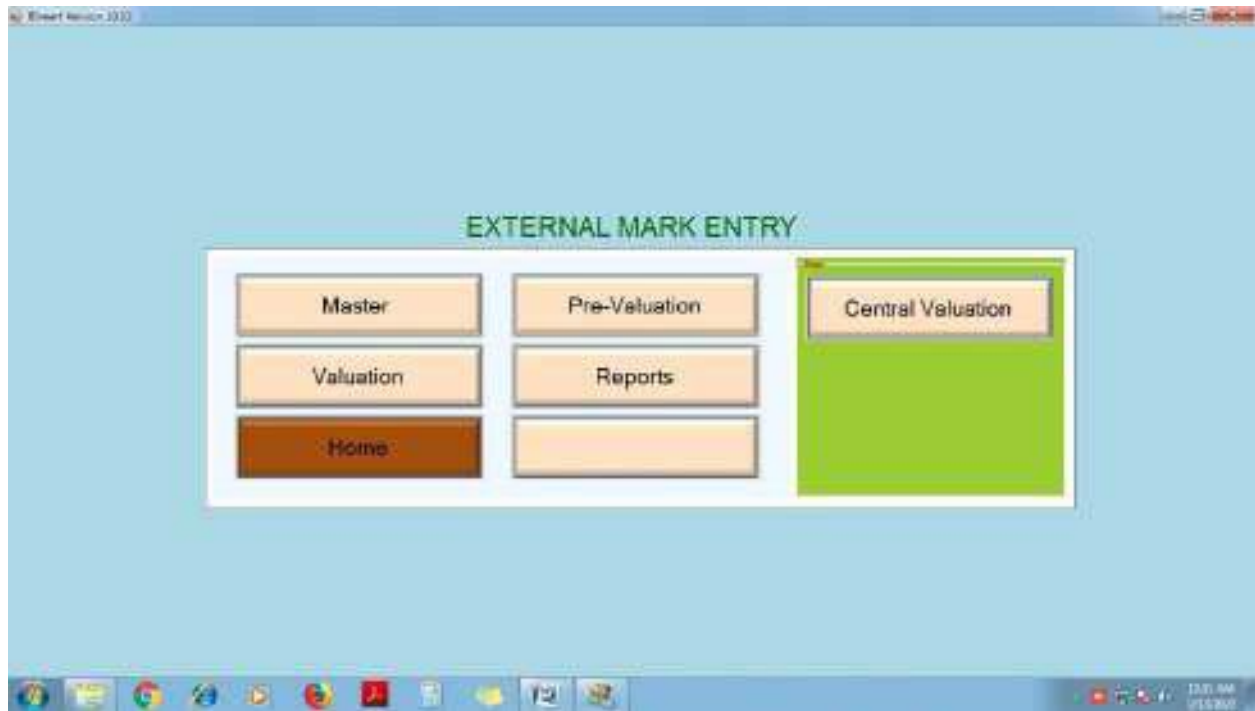 EXTERNAL MARK ENTRY
Master
Pre-Valuation
Central Valuation
Valuation
Reports
Home